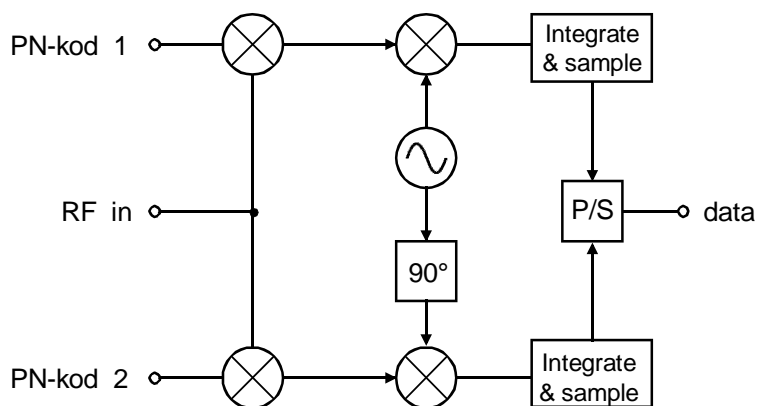 PN-kod 1
Integrate
& sample
RF in
P/S
data
90°
PN-kod 2
Integrate
& sample